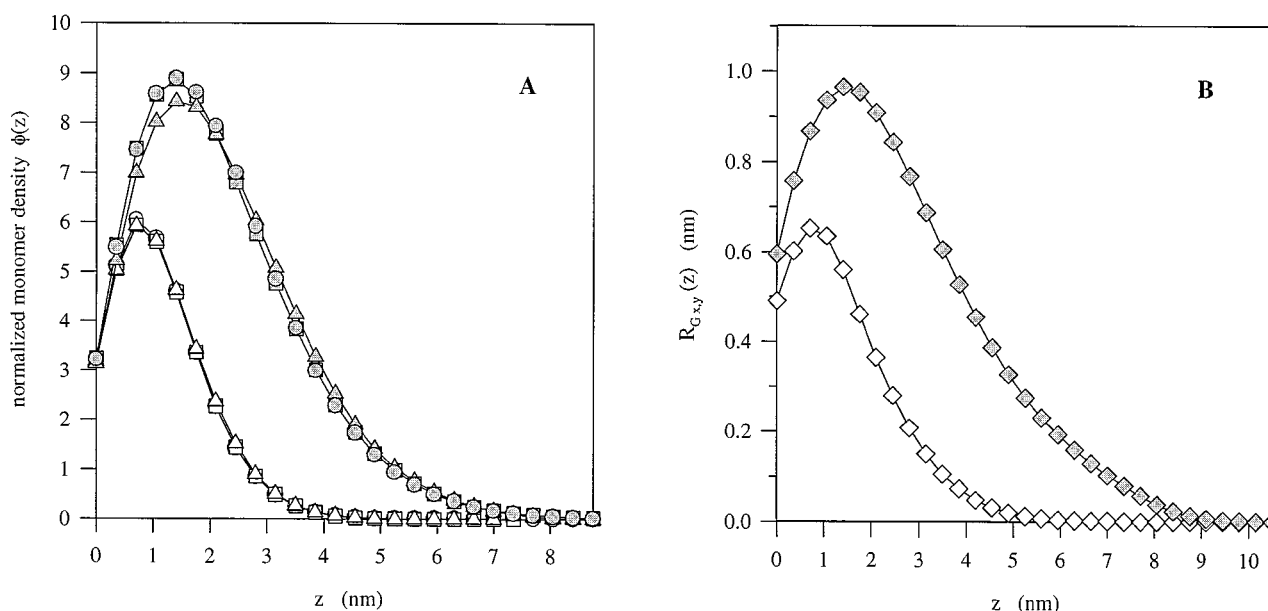 A
10
9
8
7
6
5
4
3
2
1
0
normalized monomer density ϕ(z)
0 1 2 3 4 5 6 7 8
z (nm)
B
1.0
0.8
0.6
0.4
0.2
0.0
R_{G x,y} (z) (nm)
0 1 2 3 4 5 6 7 8 9 10
z (nm)